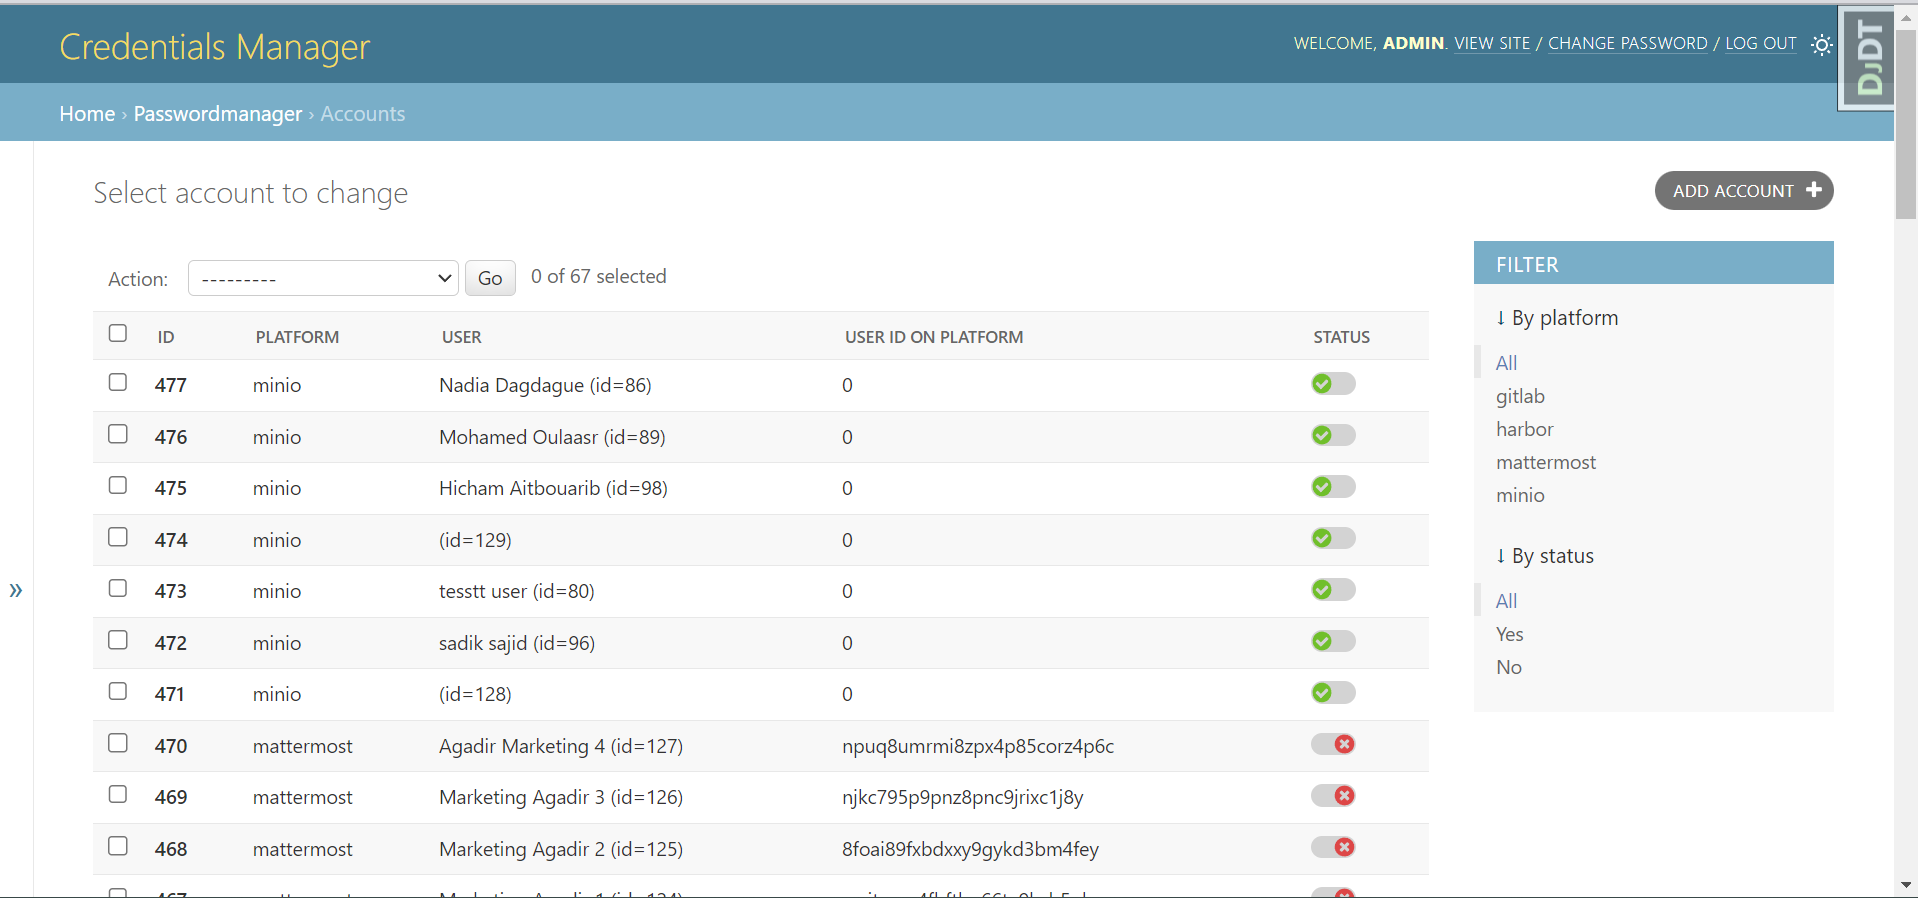 Credentials Manager
WELCOME, ADMIN. VIEW SITE / CHANGE PASSWORD / LOG OUT
DJDT
Home › Passwordmanager › Accounts
Select account to change
ADD ACCOUNT
Action: --------- Go 0 of 67 selected
ID PLATFORM USER USER ID ON PLATFORM STATUS
477 minio Nadia Dagdague (id=86) 0
476 minio Mohamed Oulaasr (id=89) 0
475 minio Hicham Aitbouarib (id=98) 0
474 minio (id=129) 0
473 minio tesstt user (id=80) 0
472 minio sadik sajid (id=96) 0
471 minio (id=128) 0
470 mattermost Agadir Marketing 4 (id=127) npuq8umrmi8zpx4p85corz4p6c
469 mattermost Marketing Agadir 3 (id=126) njkc795p9pnz8pnc9jrixc1j8y
468 mattermost Marketing Agadir 2 (id=125) 8foai89fxbdxxy9gykd3bm4fey
FILTER
↓ By platform
All
gitlab
harbor
mattermost
minio
↓ By status
All
Yes
No
»